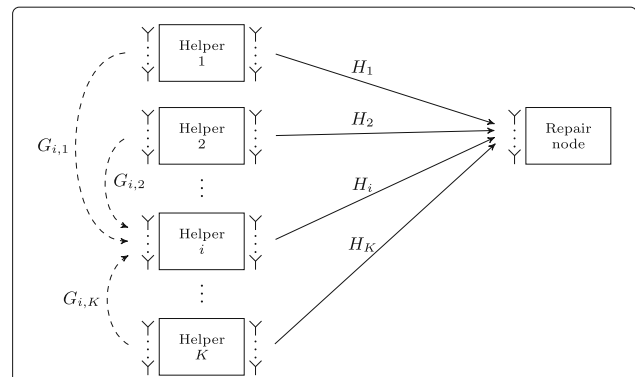 Helper
1
H_1
Helper
2
H_2
Repair
node
G_{i,1}
G_{i,2}
⋮
Helper
i
H_i
⋮
G_{i,K}
Helper
K
H_K